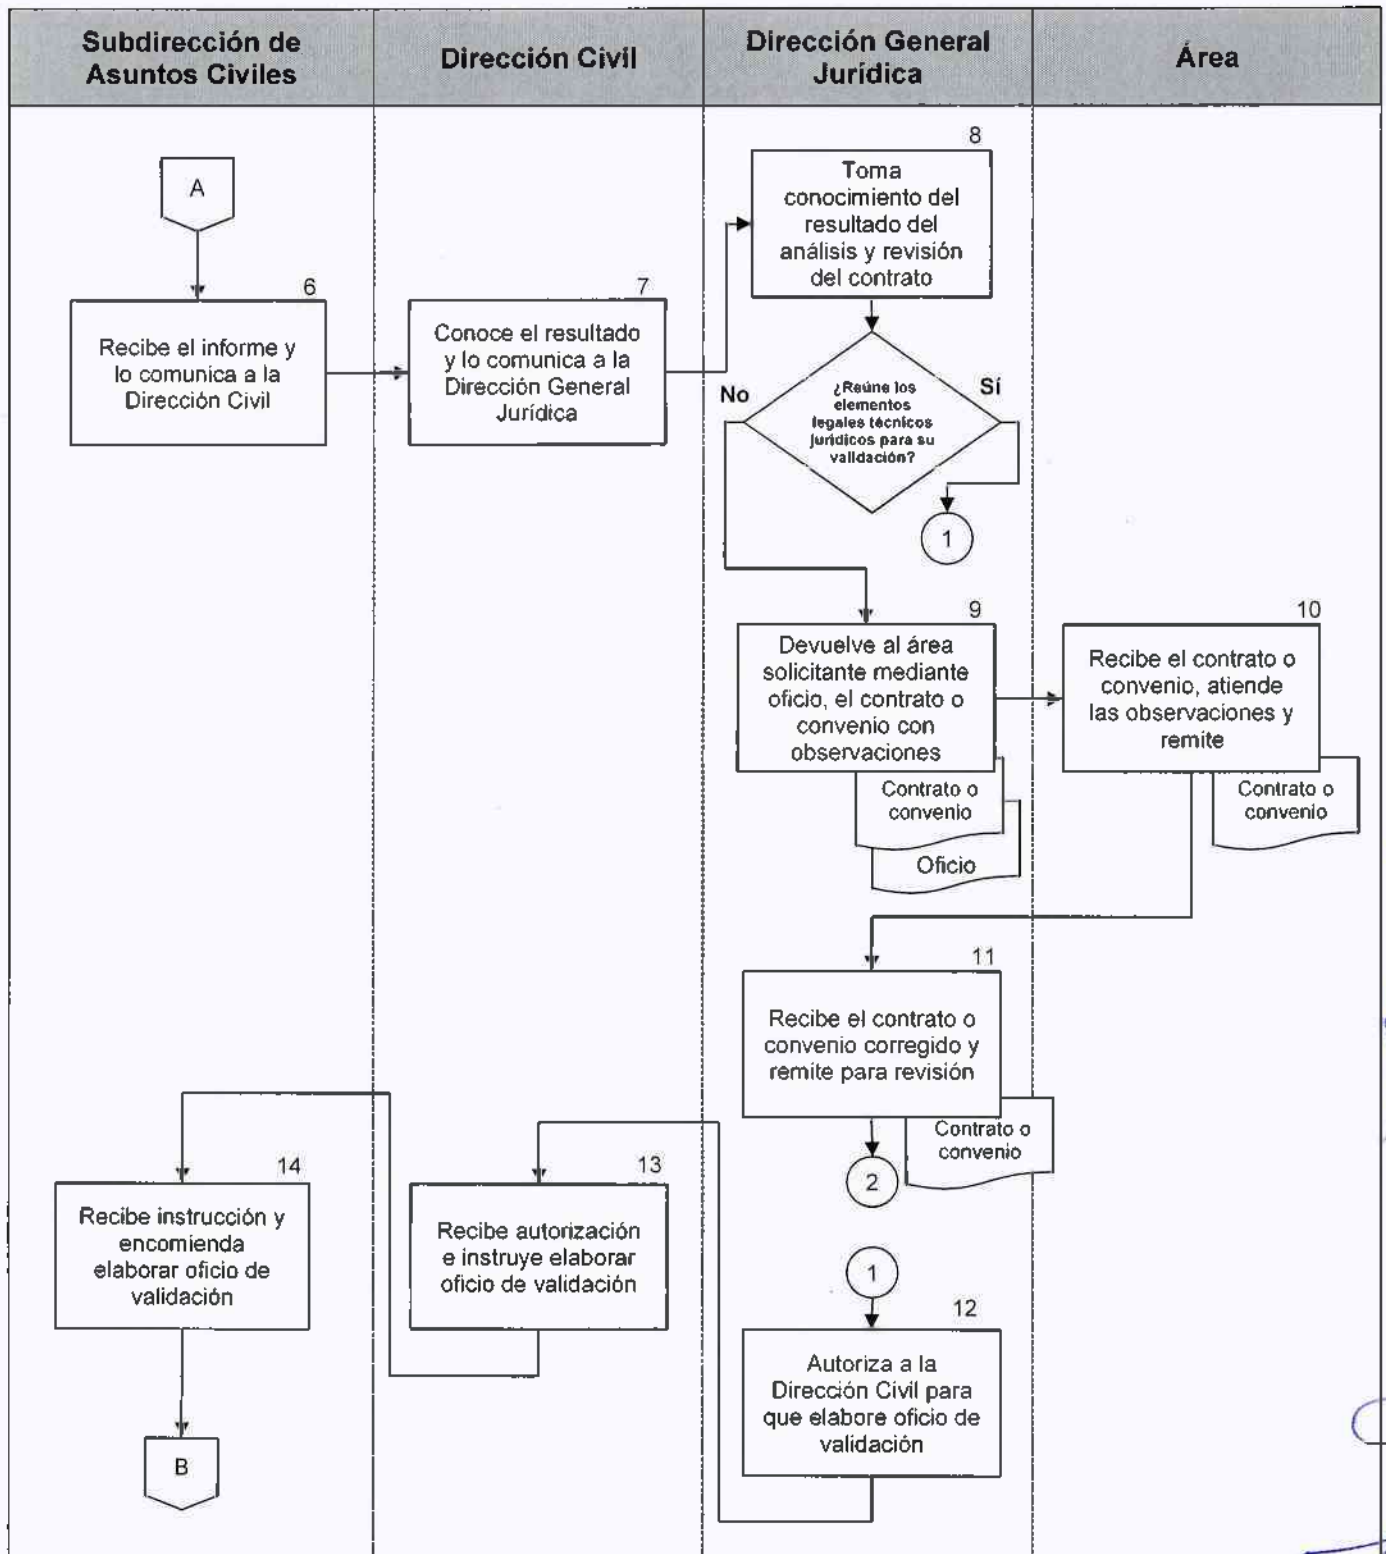 Subdirección de
Asuntos Civiles
Dirección Civil
Dirección General
Jurídica
Área
A
6
Recibe el informe y
lo comunica a la
Dirección Civil
7
Conoce el resultado
y lo comunica a la
Dirección General
Jurídica
8
Toma
conocimiento del
resultado del
análisis y revisión
del contrato
¿Reúne los
elementos
legales técnicos
jurídicos para su
validación?
No
Sí
1
9
Devuelve al área
solicitante mediante
oficio, el contrato o
convenio con
observaciones
Contrato o
convenio
Oficio
10
Recibe el contrato o
convenio, atiende
las observaciones y
remite
Contrato o
convenio
11
Recibe el contrato o
convenio corregido y
remite para revisión
Contrato o
convenio
2
1
12
Autoriza a la
Dirección Civil para
que elabore oficio de
validación
13
Recibe autorización
e instruye elaborar
oficio de validación
14
Recibe instrucción y
encomienda
elaborar oficio de
validación
B